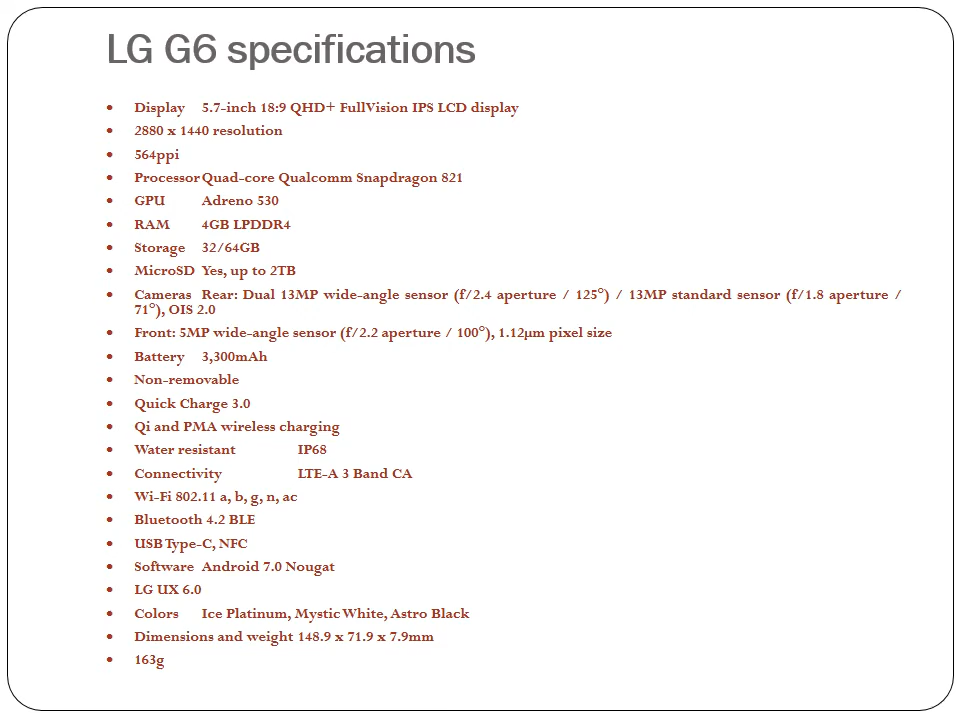 LG G6 specifications
• Display 5.7-inch 18:9 QHD+ FullVision IPS LCD display
• 2880 x 1440 resolution
• 564ppi
• Processor Quad-core Qualcomm Snapdragon 821
• GPU Adreno 530
• RAM 4GB LPDDR4
• Storage 32/64GB
• MicroSD Yes, up to 2TB
• Cameras Rear: Dual 13MP wide-angle sensor (f/2.4 aperture / 125°) / 13MP standard sensor (f/1.8 aperture /
71°), OIS 2.0
• Front: 5MP wide-angle sensor (f/2.2 aperture / 100°), 1.12μm pixel size
• Battery 3,300mAh
• Non-removable
• Quick Charge 3.0
• Qi and PMA wireless charging
• Water resistant IP68
• Connectivity LTE-A 3 Band CA
• Wi-Fi 802.11 a, b, g, n, ac
• Bluetooth 4.2 BLE
• USB Type-C, NFC
• Software Android 7.0 Nougat
• LG UX 6.0
• Colors Ice Platinum, Mystic White, Astro Black
• Dimensions and weight 148.9 x 71.9 x 7.9mm
• 163g